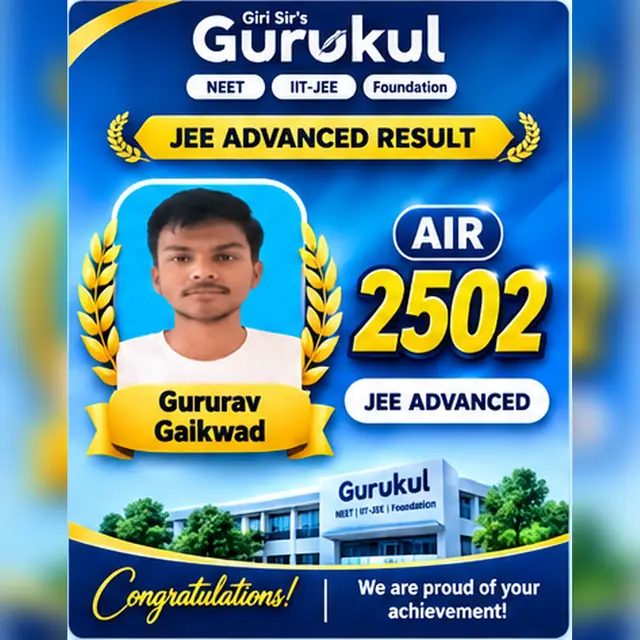 Giri Sir's
Gurukul
NEET IIT-JEE Foundation
JEE ADVANCED RESULT
AIR
2502
JEE ADVANCED
Gururav
Gaikwad
Gurukul
NEET | IIT-JEE | Foundation
Congratulations!
We are proud of your
achievement!